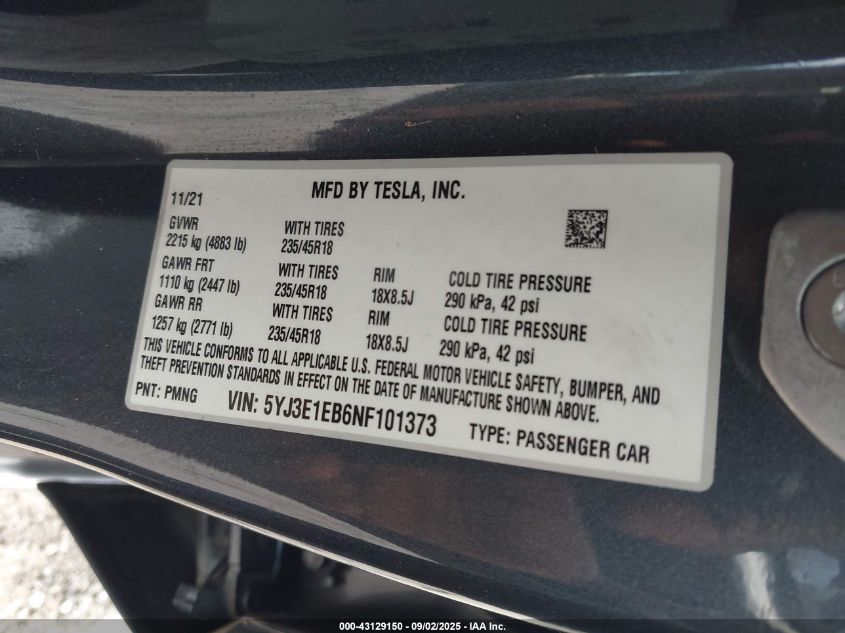 11/21 MFD BY TESLA, INC.
GVWR WITH TIRES
2215 kg (4883 lb) 235/45R18
GAWR FRT WITH TIRES RIM COLD TIRE PRESSURE
1110 kg (2447 lb) 235/45R18 18X8.5J 290 kPa, 42 psi
GAWR RR WITH TIRES RIM COLD TIRE PRESSURE
1257 kg (2771 lb) 235/45R18 18X8.5J 290 kPa, 42 psi
THIS VEHICLE CONFORMS TO ALL APPLICABLE U.S. FEDERAL MOTOR VEHICLE SAFETY, BUMPER, AND
THEFT PREVENTION STANDARDS IN EFFECT ON THE DATE OF MANUFACTURE SHOWN ABOVE.
PNT: PMNG VIN: 5YJ3E1EB6NF101373 TYPE: PASSENGER CAR
000-43129150 - 09/02/2025 - IAA Inc.